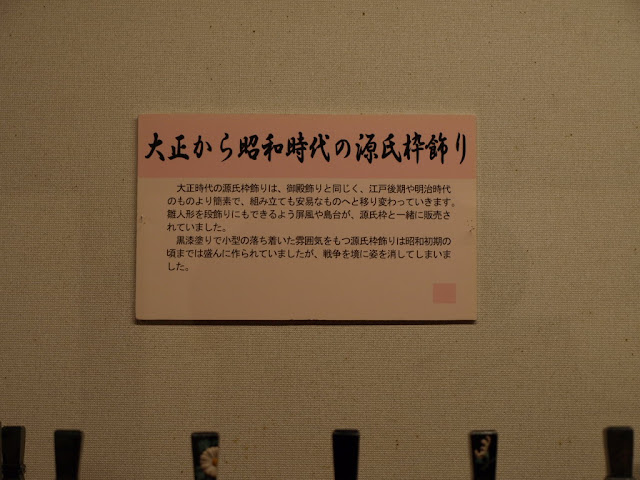 大正から昭和時代の源氏枠飾り
大正時代の源氏枠飾りは、御殿飾りと同じく、江戸後期や明治時代
のものより簡素で、組み立ても安易なものへと移り変わっていきます。
雛人形を段飾りにもできるよう屏風や島台が、源氏枠と一緒に販売さ
れていました。
黒漆塗りで小型の落ち着いた雰囲気をもつ源氏枠飾りは昭和初期の
頃までは盛んに作られていましたが、戦争を境に姿を消してしまいま
した。